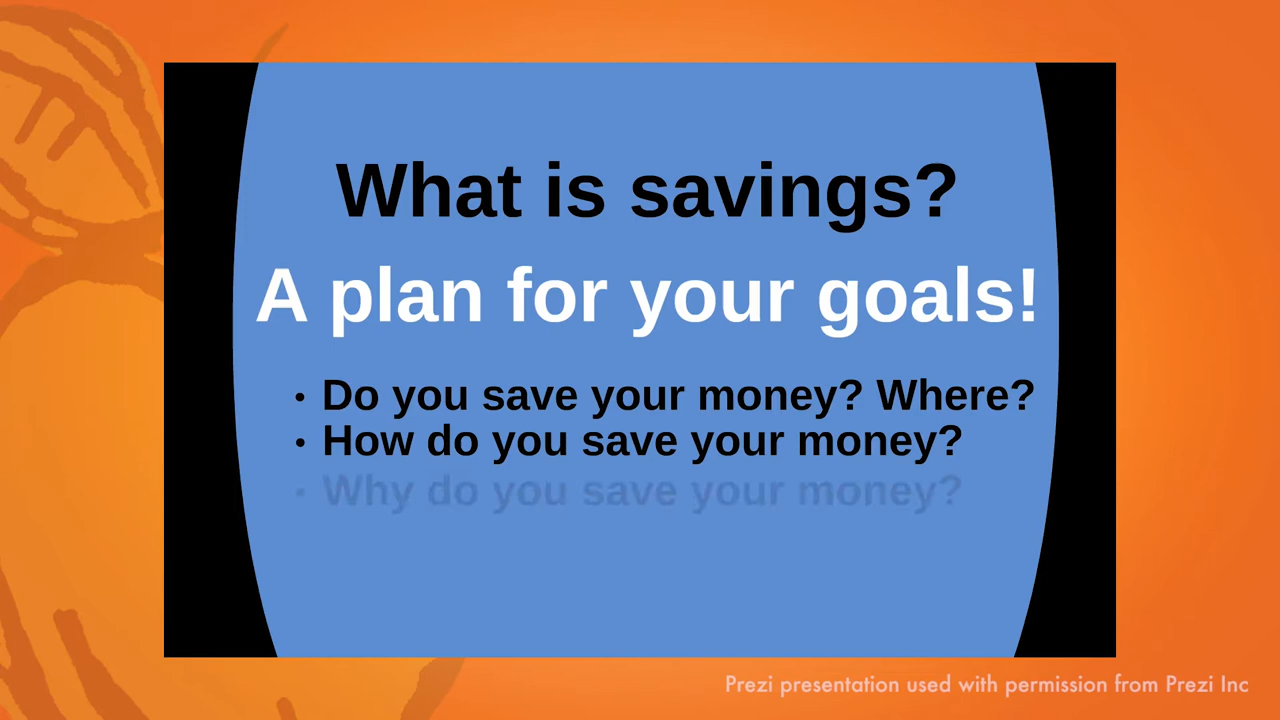 What is savings?
A plan for your goals!
• Do you save your money? Where?
• How do you save your money?
• Why do you save your money?
Prezi presentation used with permission from Prezi Inc